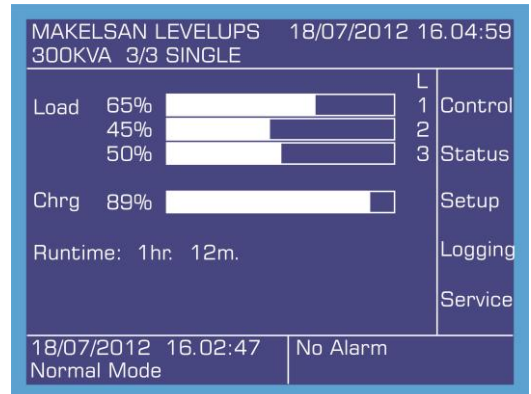 MAKELSAN LEVELUPS 18/07/2012 16.04:59
300KVA 3/3 SINGLE
L
Load 65% 1 Control
45% 2
50% 3 Status
Chrg 89% Setup
Runtime: 1hr. 12m. Logging
Service
18/07/2012 16.02:47 No Alarm
Normal Mode